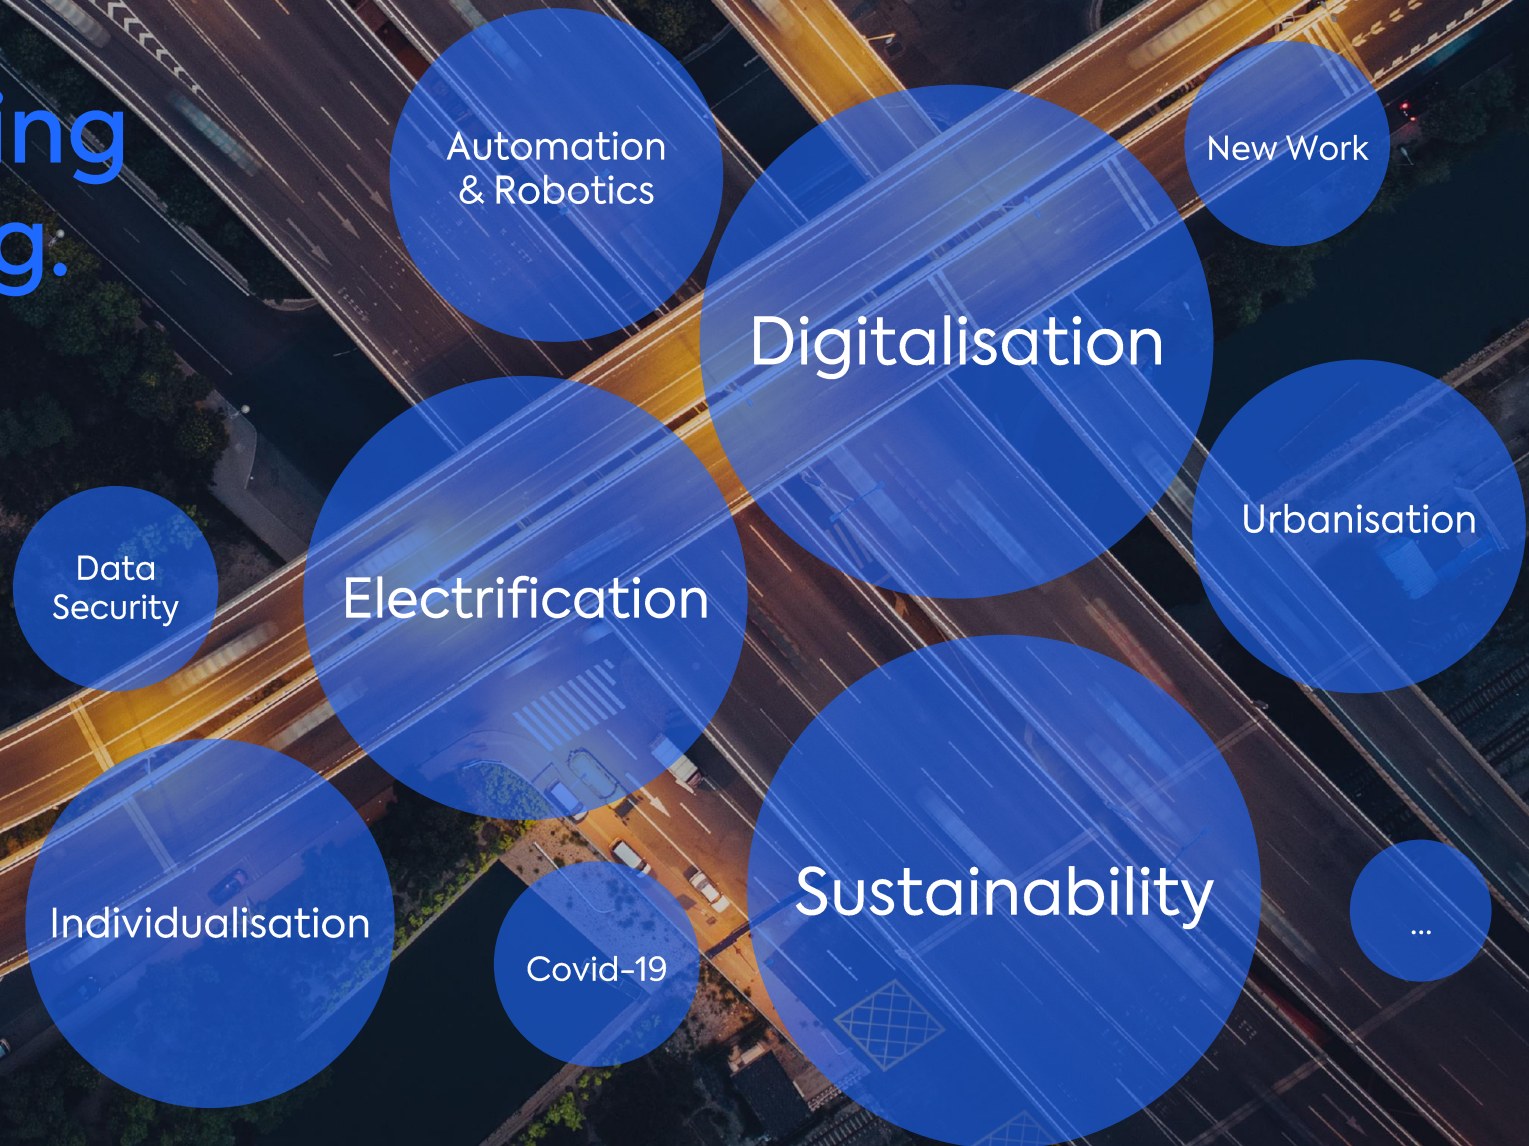 ing
g.
Automation
& Robotics
New Work
Digitalisation
Urbanisation
Data
Security
Electrification
Sustainability
Individualisation
Covid-19
...